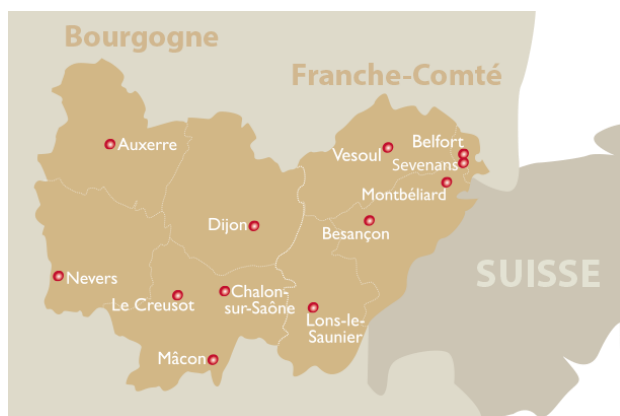 Bourgogne
Franche-Comté
Auxerre
Belfort
Vesoul
Sevenans
Montbéliard
Dijon
Besançon
Nevers
SUISSE
Le Creusot
Chalon-
sur-Saône
Lons-le-
Saunier
Mâcon